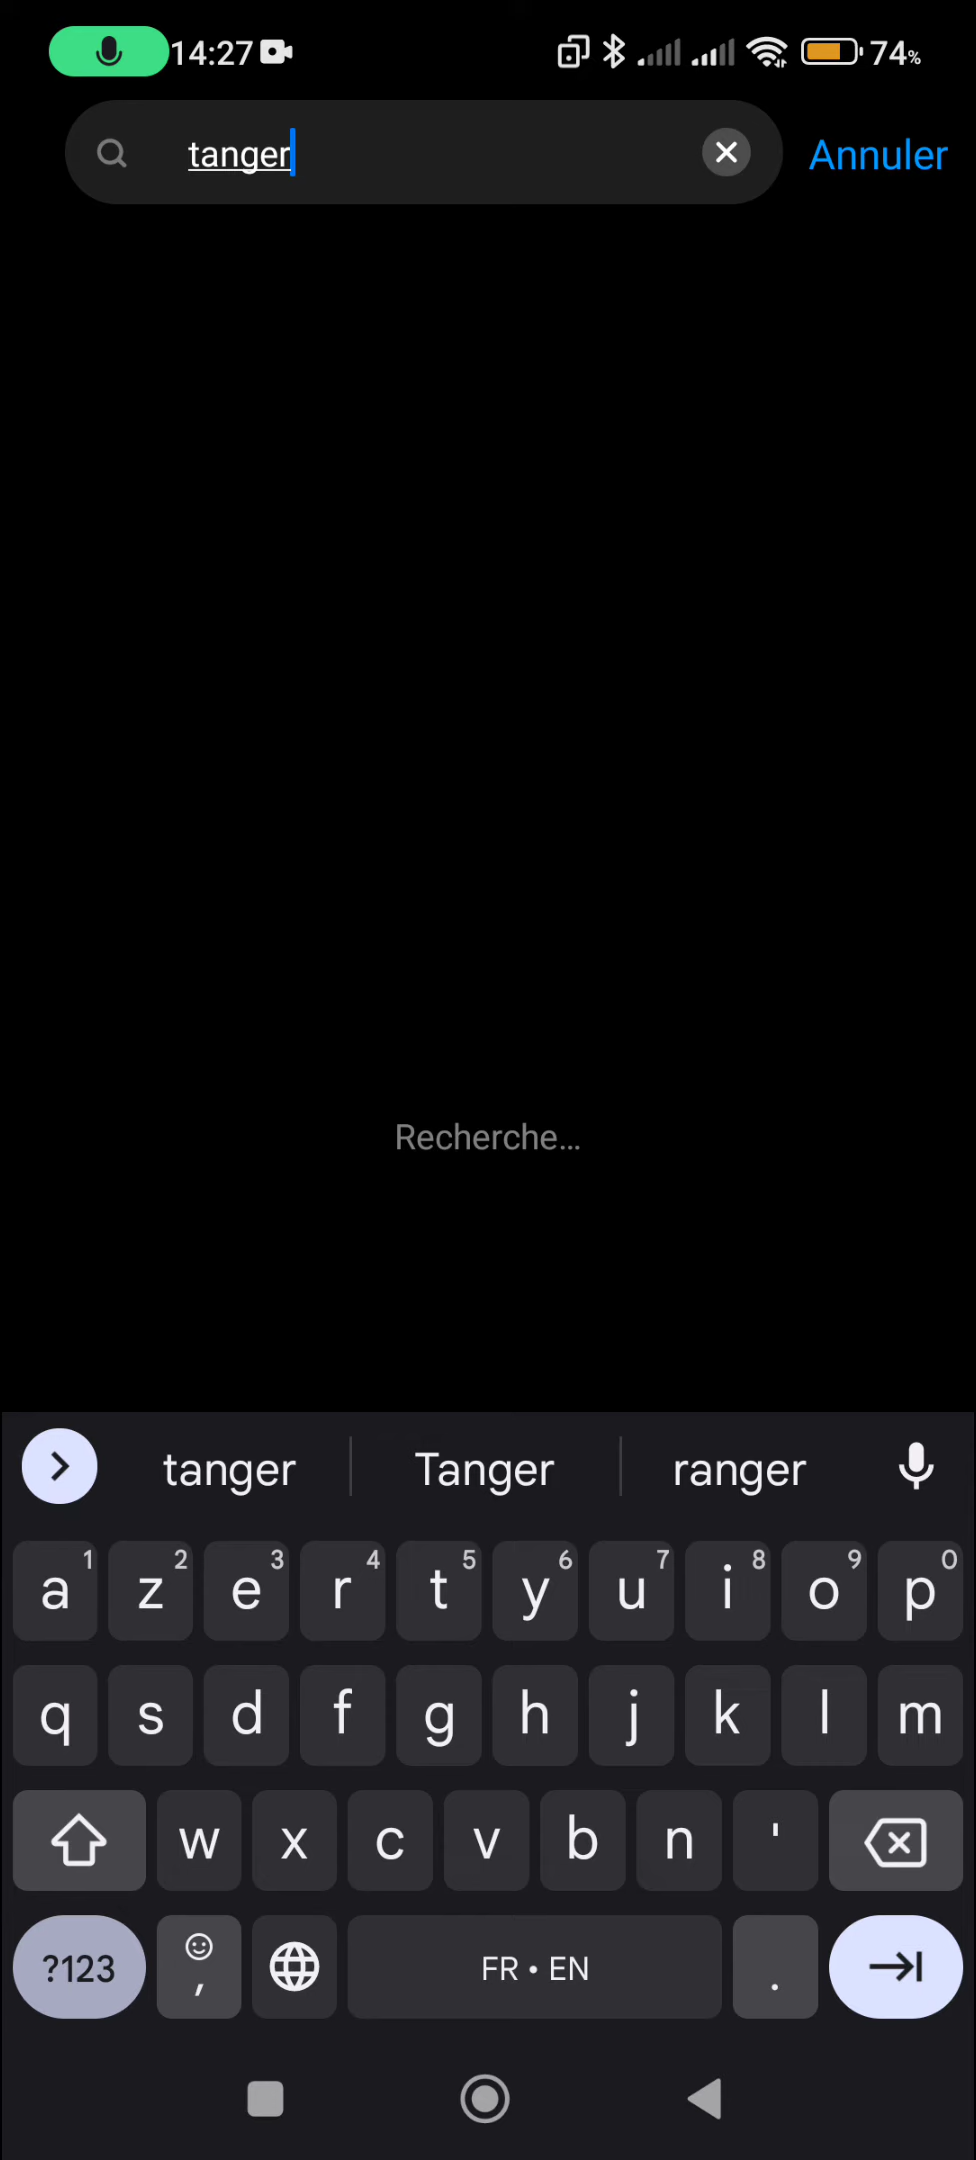 14:27 74%
tanger Annuler
Recherche...
tanger Tanger ranger
1 2 3 4 5 6 7 8 9 0
a z e r t y u i o p
q s d f g h j k l m
w x c v b n '
?123 , FR • EN .